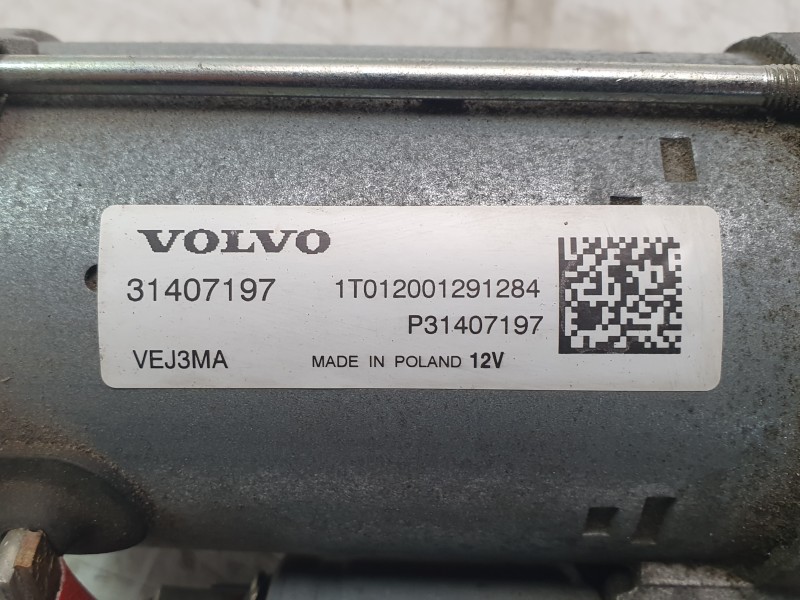 VOLVO
31407197 1T012001291284
P31407197
VEJ3MA MADE IN POLAND 12V